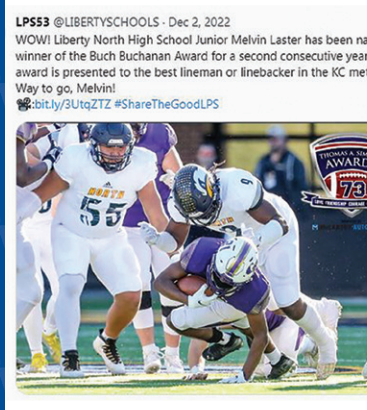 LPS53 @LIBERTYSCHOOLS · Dec 2, 2022
WOW! Liberty North High School Junior Melvin Laster has been na
winner of the Buch Buchanan Award for a second consecutive year
award is presented to the best lineman or linebacker in the KC met
Way to go, Melvin!
:bit.ly/3UtqZTZ #ShareTheGoodLPS
THOMAS A SIM
AWARD
73
NORTH
55
9